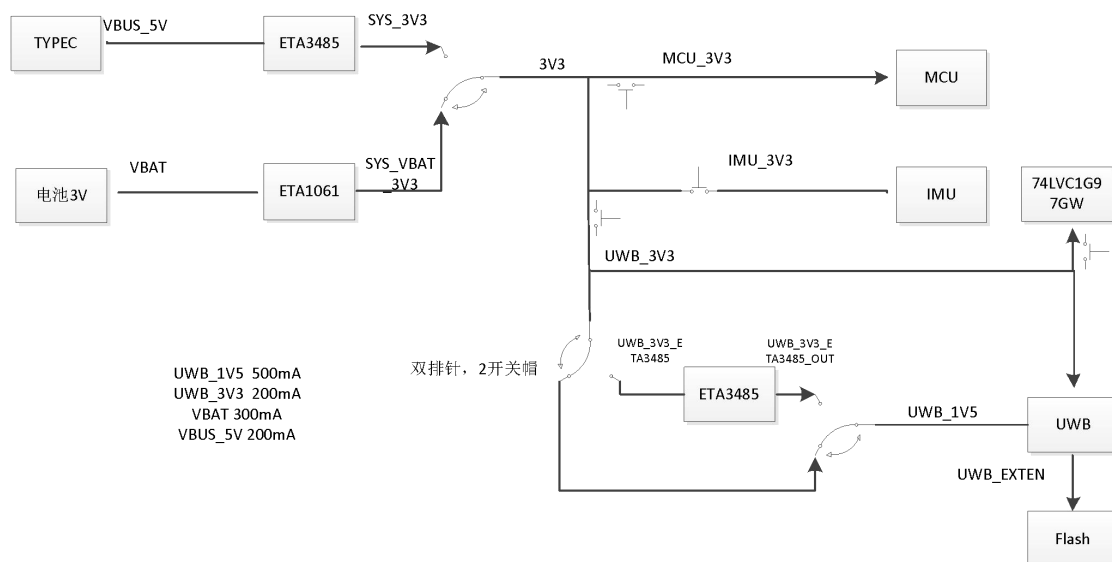 TYPEC
VBUS_5V
ETA3485
SYS_3V3
3V3
MCU_3V3
MCU
电池3V
VBAT
ETA1061
SYS_VBAT
_3V3
IMU_3V3
IMU
74LVC1G9
7GW
UWB_3V3
双排针，2开关帽
UWB_3V3_E
TA3485
ETA3485
UWB_3V3_E
TA3485_OUT
UWB_1V5
UWB
UWB_EXTEN
Flash
UWB_1V5 500mA
UWB_3V3 200mA
VBAT 300mA
VBUS_5V 200mA